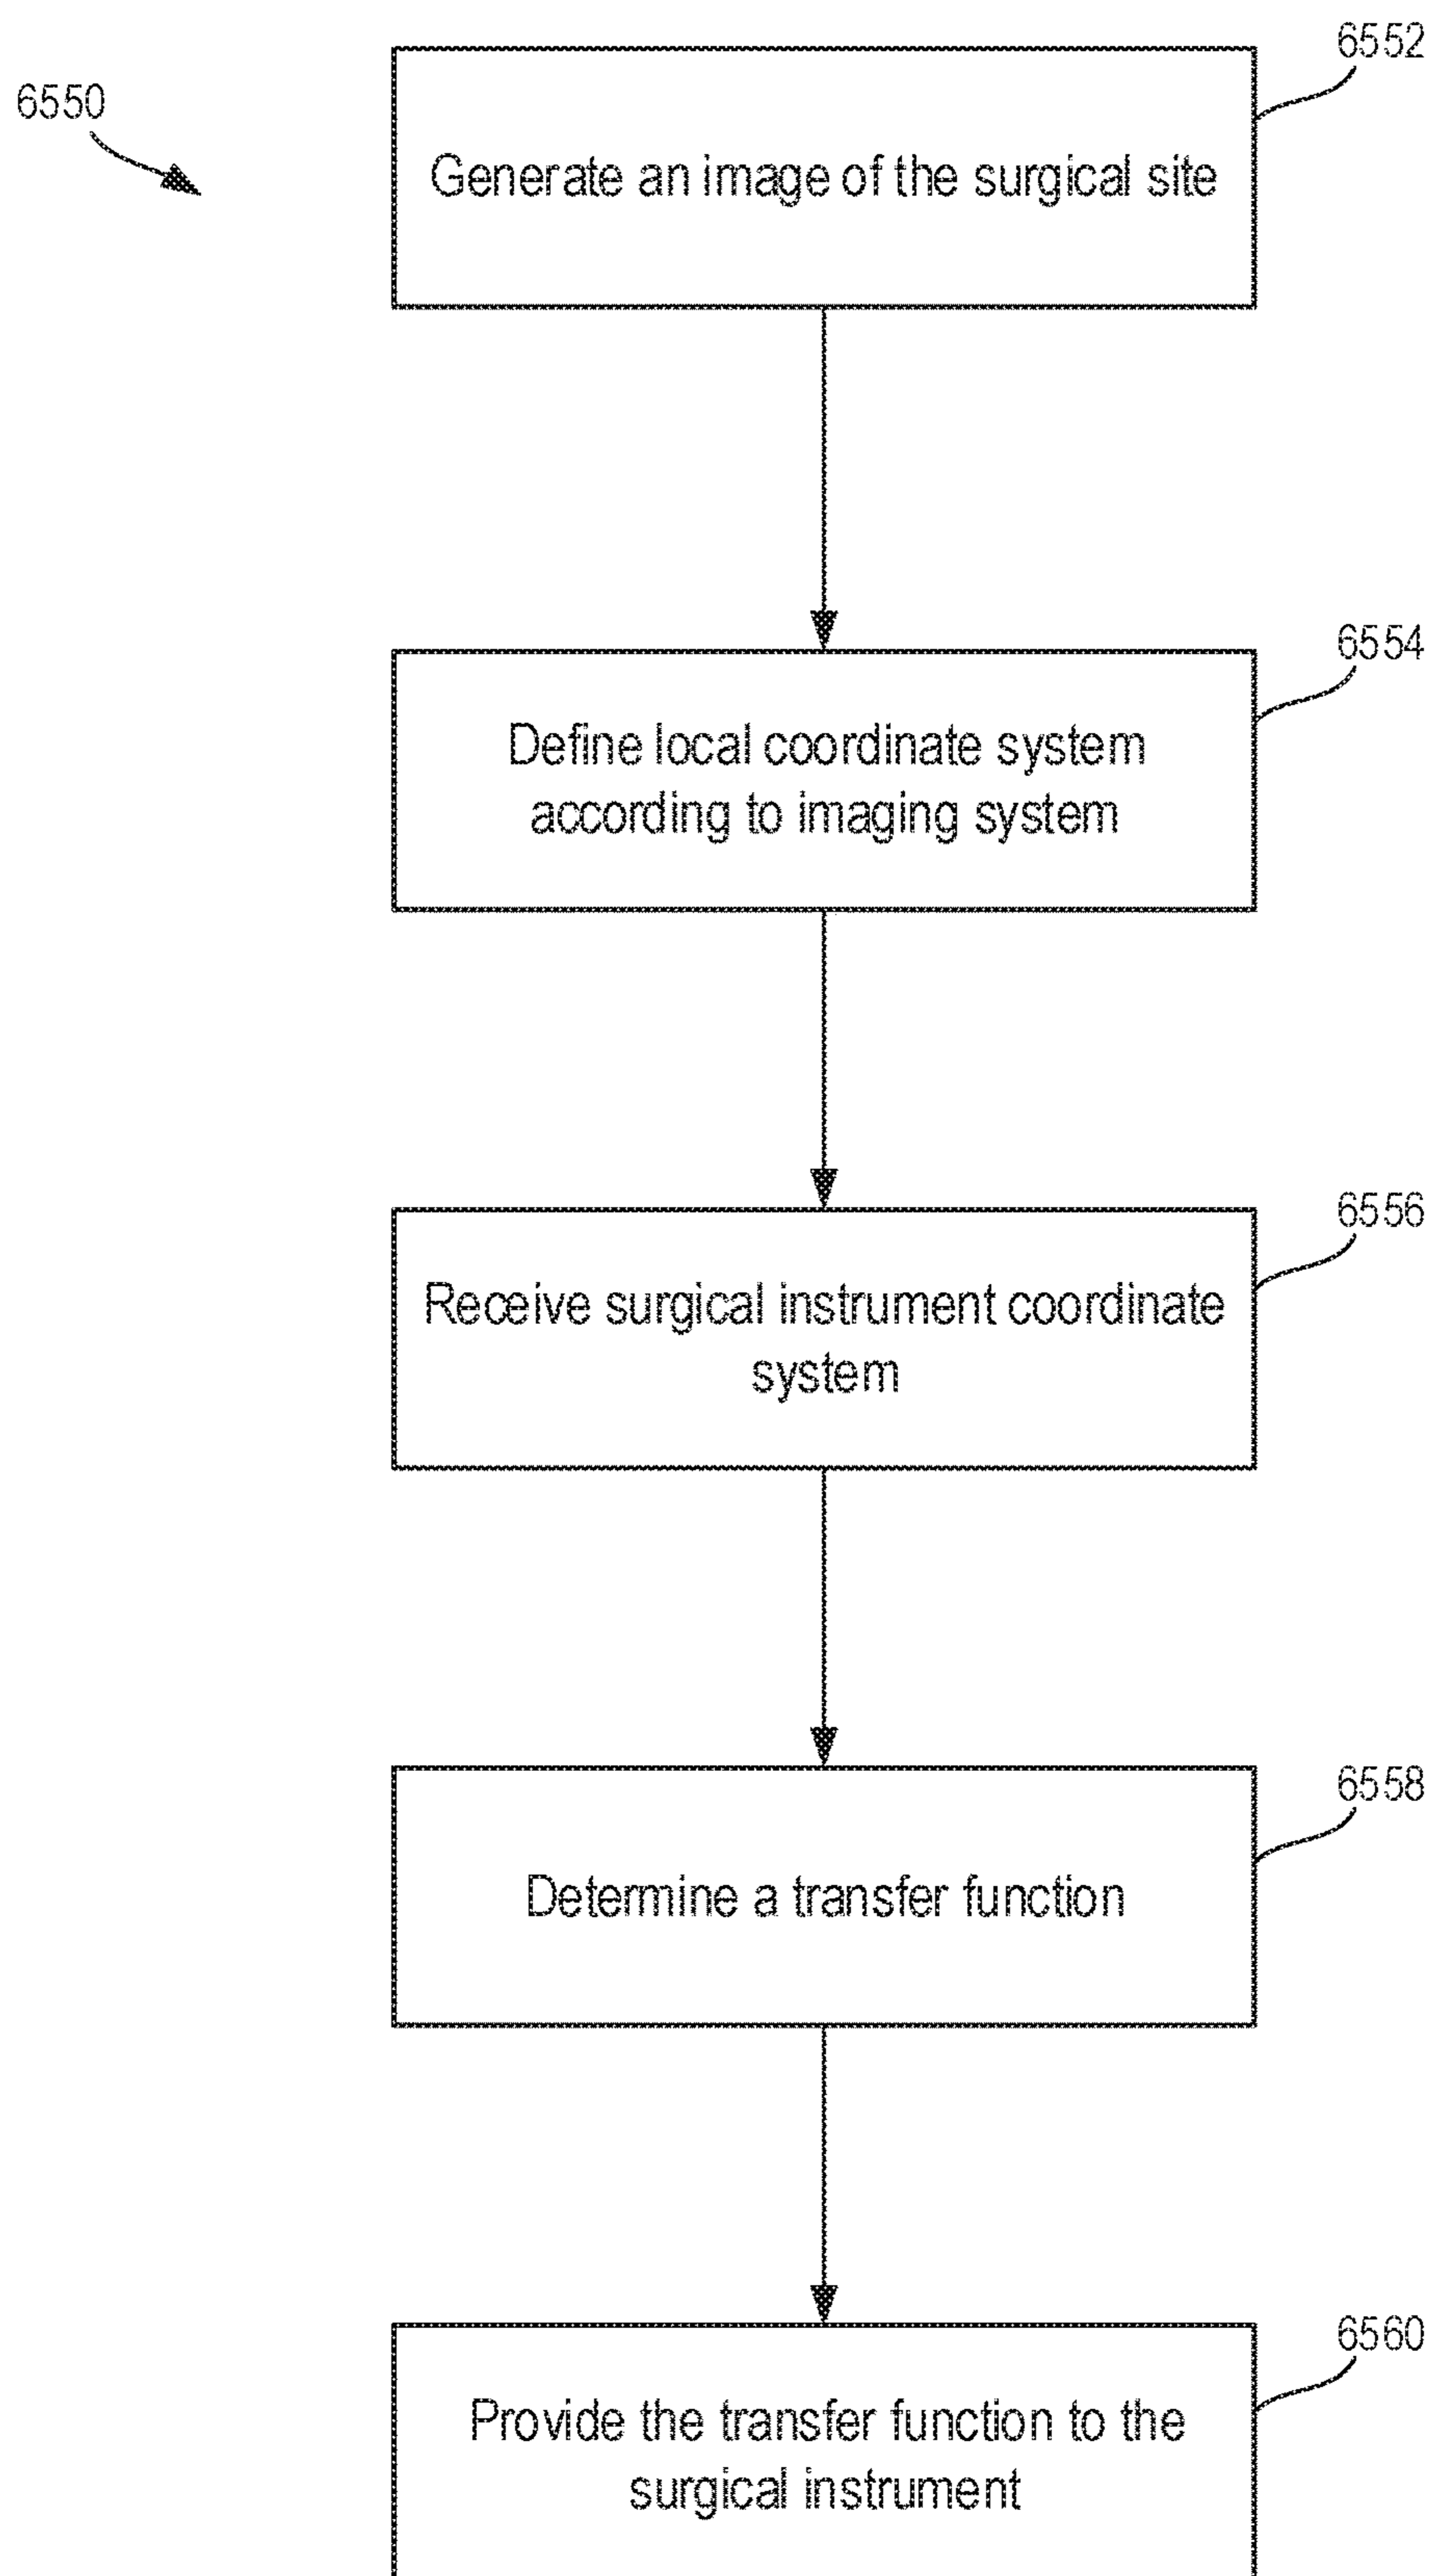 6550
6552
Generate an image of the surgical site
6554
Define local coordinate system
according to imaging system
6556
Receive surgical instrument coordinate
system
6558
Determine a transfer function
6560
Provide the transfer function to the
surgical instrument